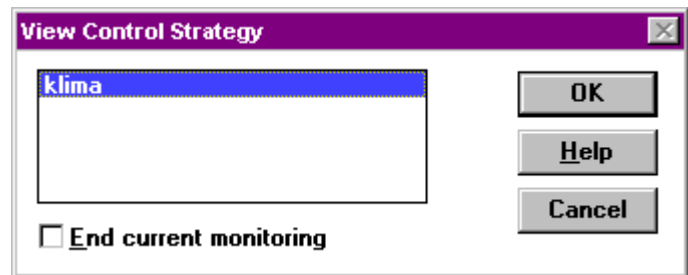 View Control Strategy
klima
OK
Help
Cancel
End current monitoring